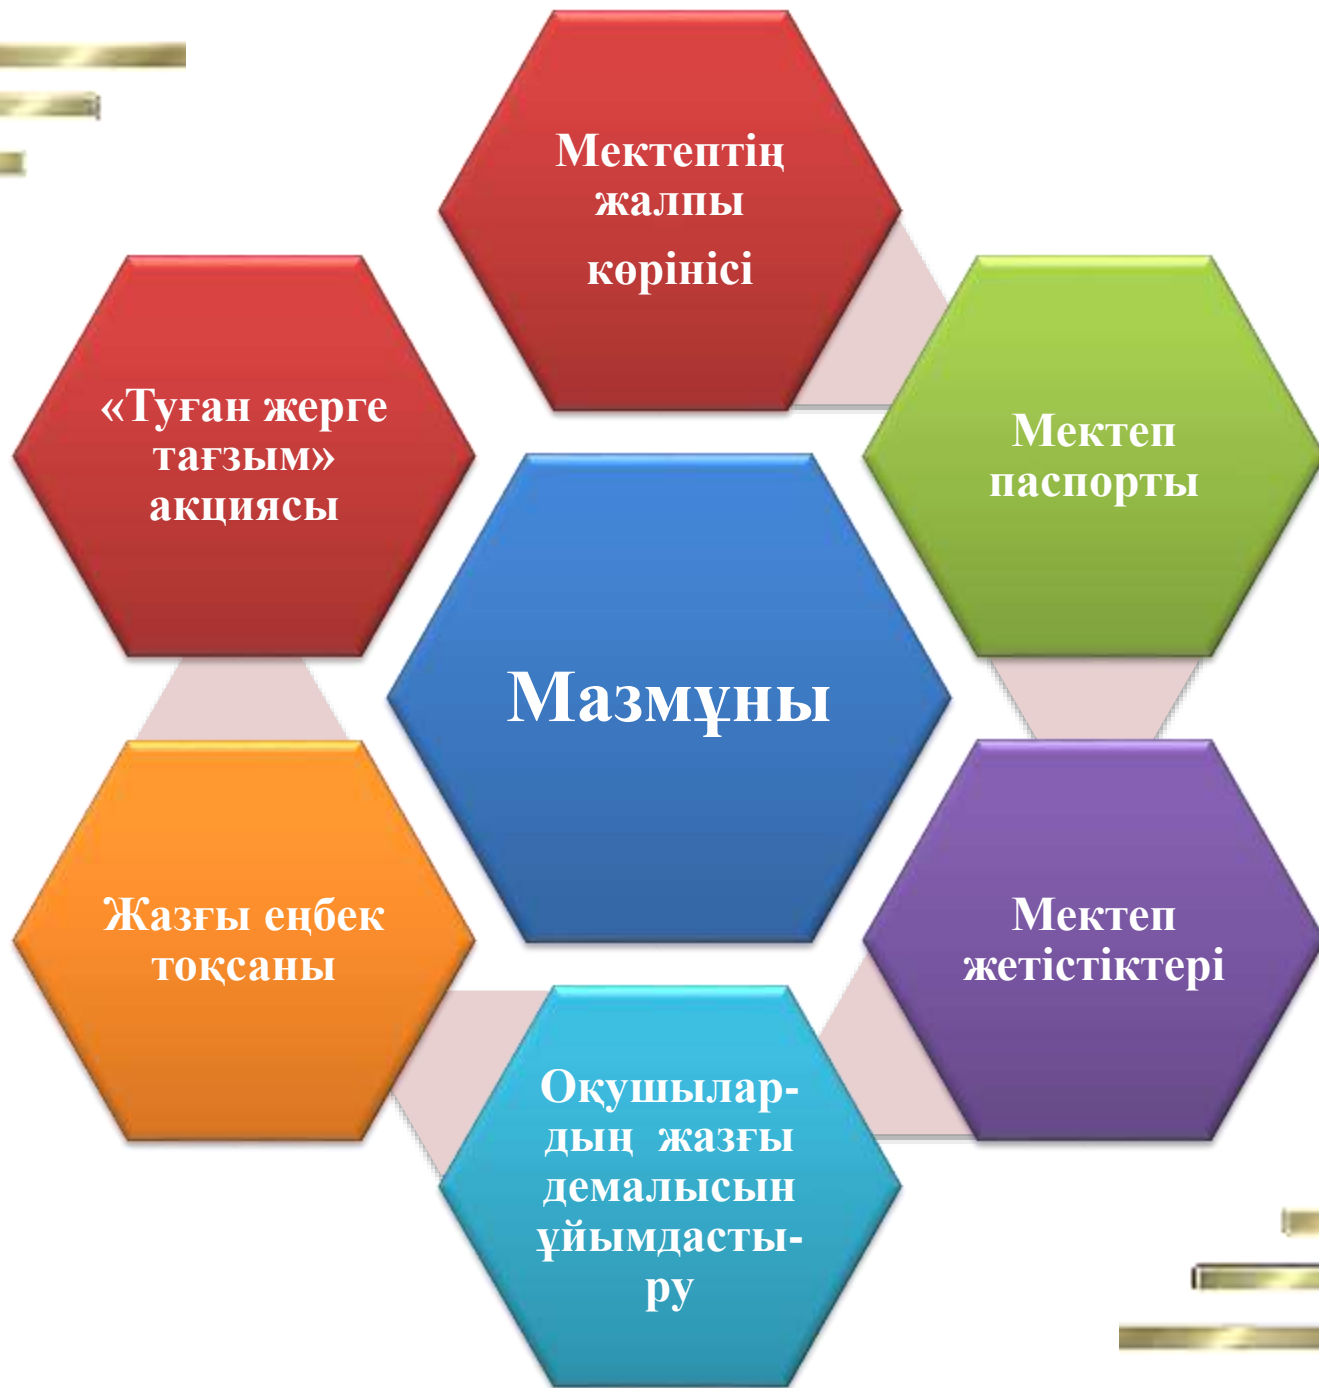 Мектептің
жалпы
көрінісі
Мектеп
паспорты
Мектеп
жетістіктері
Оқушылар-
дың жазғы
демалысын
ұйымдасты-
ру
Жазғы еңбек
тоқсаны
«Туған жерге
тағзым»
акциясы
Мазмұны